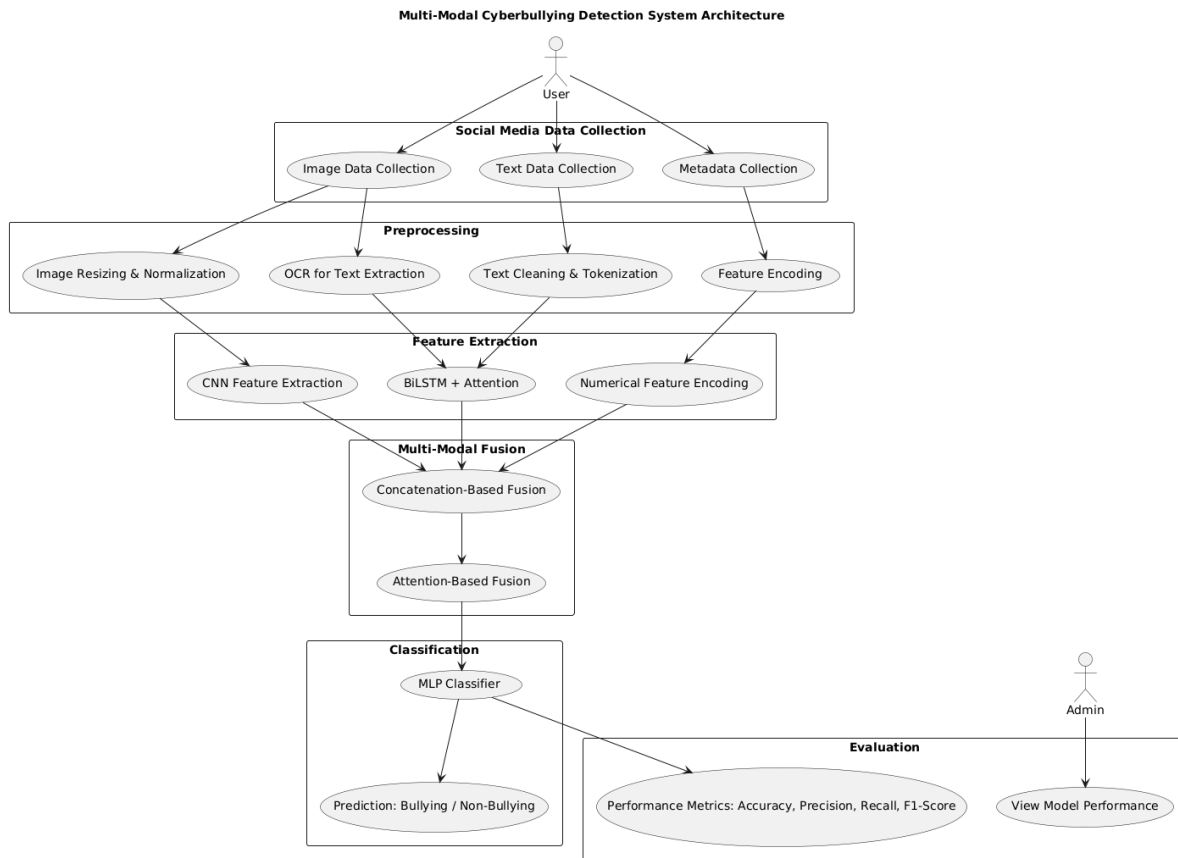 Multi-Modal Cyberbullying Detection System Architecture
User
Social Media Data Collection
Image Data Collection
Text Data Collection
Metadata Collection
Preprocessing
Image Resizing & Normalization
OCR for Text Extraction
Text Cleaning & Tokenization
Feature Encoding
Feature Extraction
CNN Feature Extraction
BiLSTM + Attention
Numerical Feature Encoding
Multi-Modal Fusion
Concatenation-Based Fusion
Attention-Based Fusion
Classification
MLP Classifier
Prediction: Bullying / Non-Bullying
Admin
Evaluation
Performance Metrics: Accuracy, Precision, Recall, F1-Score
View Model Performance